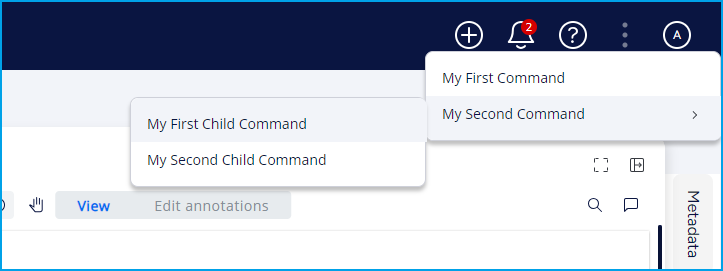 2
A
My First Command
My Second Command
My First Child Command
My Second Child Command
View
Edit annotations
Metadata